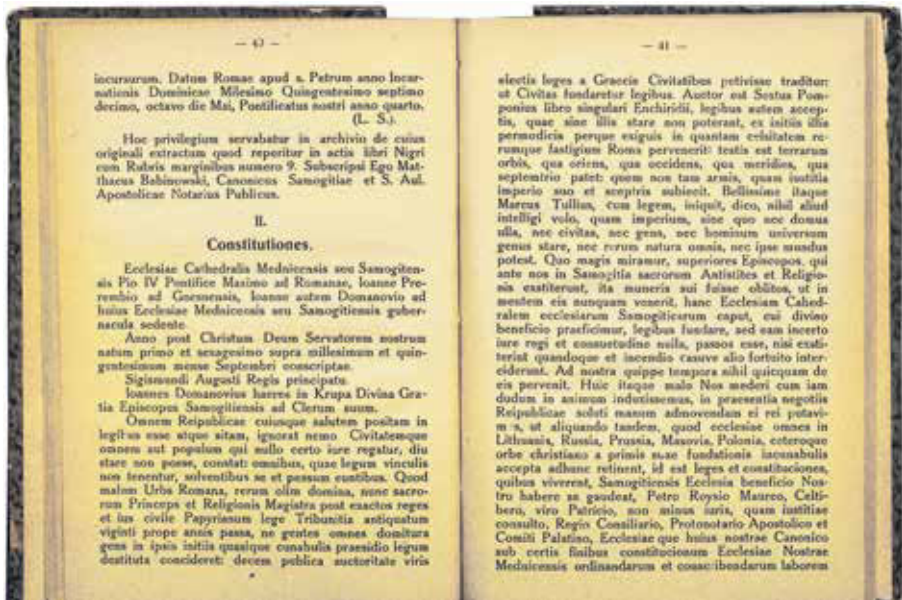 — 40 —
incursurum. Datum Romae apud s. Petrum anno Incar-
nationis Dominicae Milesimo Quingentesimo septimo
decimo, octavo die Mai, Pontificatus nostri anno quarto.
(L. S.).
Hoc privilegium servabatur in archivio de cuius
originali extractum quod reperitur in actis libri Nigri
cum Rubris marginibus numero 9. Subscripsi Ego Mat-
thaeus Babinowski, Canonicus Samogitiae et S. Aul.
Apostolicae Notarius Publicus.
II.
Constitutiones.
Ecclesiae Cathedralis Mednicensis seu Samogiten-
sis Pio IV Pontifice Maximo ad Romanae, Ioanne Pre-
rembio ad Gnesnensis, Ioanne autem Domanovio ad
huius Ecclesiae Mednicensis seu Samogitiensis guber-
nacula sedente
Anno post Christum Deum Servatorem nostrum
natum primo et sexagesimo supra millesimum et quin-
gentesimum mense Septembri conscriptae.
Sigismundi Augusti Regis principatu.
Ioannes Domanovius haeres in Krupa Divina Gra-
tia Episcopus Samogitiensis ad Clerum suum.
Omnem Reipublicae cuiusque salutem positam in
legibus esse atque sitam, ignorat nemo Civitatemque
omnem aut populum qui nullo certo iure regatur, diu
stare non posse, constat: omnibus, quae legum vinculis
non tenentur, solventibus se et pessum euntibus. Quod
malum Urbs Romana, rerum olim domina, nunc sacro-
rum Princeps et Religionis Magistra post exactos reges
et ius civile Papyrianum lege Tribunitia antiquatum
viginti prope annis passa, ne gentes omnes domitura
gens in ipsis initiis quasique cunabulis praesidio legum
destituta concideret: decem publica auctoritate viris
— 41 —
electis leges a Graecis Civitatibus petivisse traditur:
ut Civitas fundaretur legibus. Auctor est Sextus Pom-
ponius libro singulari Enchiridii, legibus autem accep-
tis, quae sine illis stare non poterant, ex initiis illis
permodicis perque exiguis in quantam celsitatem re-
rumque fastigium Roma pervenerit: testis est terrarum
orbis, qua oriens, qua occidens, qua meridies, qua
septemtrio patet: quem non tam armis, quam iustitia
imperio suo et sceptris subiecit. Bellissime itaque
Marcus Tullius, cum legem, iniquit, dico, nihil aliud
intelligi volo, quam imperium, sine quo nec domus
ulla, nec civitas, nec gens, nec hominum universum
genus stare, nec rerum natura omnis, nec ipse mundus
potest. Quo magis miramur, superiores Episcopos, qui
ante nos in Samogitia sacrorum Antistites et Religio-
nis exstiterunt, ita muneris sui fuisse oblitos, ut in
mentem eis nunquam venerit, hanc Ecclesiam Cathed-
ralem ecclesiarum Samogiticarum caput, cui divino
beneficio praeficimur, legibus fundare, sed eam incerto
iure regi et consuetudine nulla, passos esse, nisi exsti-
terint quandoque et incendio casuve alio fortuito inter-
ciderunt. Ad nostra quippe tempora nihil quicquam de
eis pervenit. Huic itaque malo Nos mederi cum iam
dudum in animum induxissemus, in praesentia negotiis
Reipublicae soluti manum admovendam ei rei putavi-
m s, ut aliquando tandem, quod ecclesiae omnes in
Lithuania, Russia, Prussia, Masovia, Polonia, ceteroque
orbe christiano a primis suae fundationis incunabulis
accepta adhunc retinent, id est leges et constitutiones,
quibus viverent, Samogitiensis Ecclesia beneficio Nos-
tro habere se gaudeat, Petro Roysio Maureo, Celti-
bero, viro Patricio, non minus iuris, quam iustitiae
consulto, Regio Consiliario, Protonotario Apostolico et
Comiti Palatino, Ecclesiae que huius nostrae Canonico
sub certis finibus constitutionum Ecclesiae Nostrae
Mednicensis ordinandarum et conscribendarum laborem